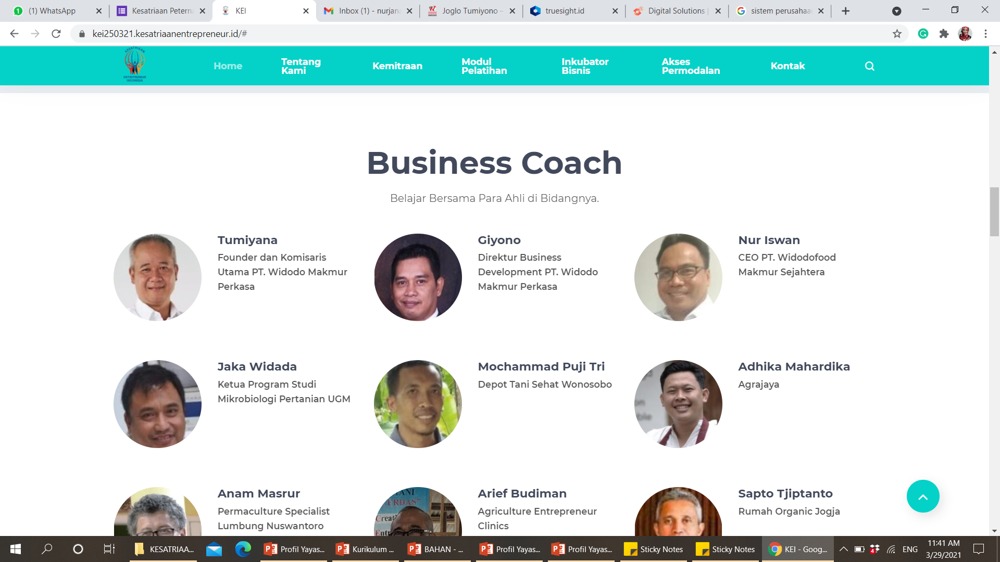 (1) WhatsApp
Kesatriaan Petern
KEI
Inbox (1) - nurjan
Joglo Tumiyono –
truesight.id
Digital Solutions |
sistem perusahaa
kei250321.kesatriaanentrepreneur.id/#
KESATRIAAN
ENTREPRENEUR
INDONESIA
Home
Tentang
Kami
Kemitraan
Modul
Pelatihan
Inkubator
Bisnis
Akses
Permodalan
Kontak
Business Coach
Belajar Bersama Para Ahli di Bidangnya.
Tumiyana
Founder dan Komisaris
Utama PT. Widodo Makmur
Perkasa
Giyono
Direktur Business
Development PT. Widodo
Makmur Perkasa
Nur Iswan
CEO PT. Widodofood
Makmur Sejahtera
Jaka Widada
Ketua Program Studi
Mikrobiologi Pertanian UGM
Mochammad Puji Tri
Depot Tani Sehat Wonosobo
Adhika Mahardika
Agrajaya
Anam Masrur
Permaculture Specialist
Lumbung Nuswantoro
Arief Budiman
Agriculture Entrepreneur
Clinics
Sapto Tjiptanto
Rumah Organic Jogja
KESATRIAA...
Profil Yayas...
Kurikulum ...
BAHAN - ...
Profil Yayas...
Profil Yayas...
Sticky Notes
Sticky Notes
KEI - Goog...
4
ENG
11:41 AM
3/29/2021